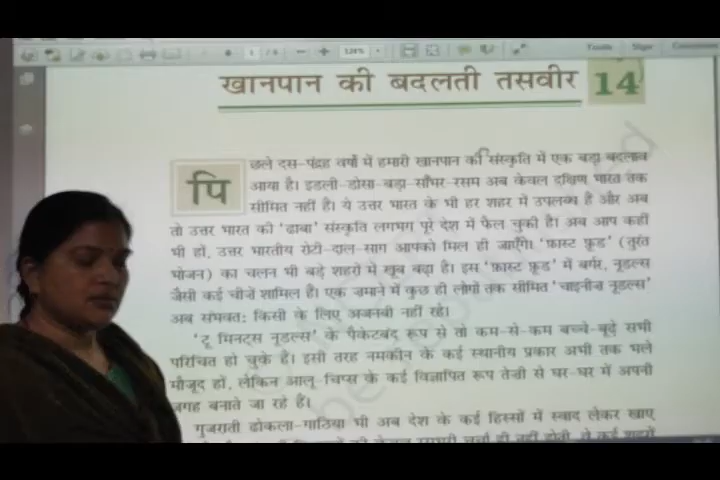 खानपान की बदलती तसवीर 14
पिछले दस-पंद्रह वर्षों में हमारी खानपान की संस्कृति में एक बड़ा बदलाव
आया है। इडली-डोसा-बड़ा-साँभर-रसम अब केवल दक्षिण भारत तक
सीमित नहीं हैं। ये उत्तर भारत के भी हर शहर में उपलब्ध हैं और अब
तो उत्तर भारत की 'ढाबा' संस्कृति लगभग पूरे देश में फैल चुकी है। अब आप कहीं
भी हों, उत्तर भारतीय रोटी-दाल-साग आपको मिल ही जाएँगे। 'फ़ास्ट फ़ूड' (तुरंत
भोजन) का चलन भी बड़े शहरों में खूब बढ़ा है। इस 'फ़ास्ट फ़ूड' में बर्गर, नूडल्स
जैसी कई चीज़ें शामिल हैं। एक ज़माने में कुछ ही लोगों तक सीमित 'चाइनीज़ नूडल्स'
अब संभवतः किसी के लिए अजनबी नहीं रहे।
'टू मिनट्स नूडल्स' के पैकेटबंद रूप से तो कम-से-कम बच्चे-बूढ़े सभी
परिचित हो चुके हैं। इसी तरह नमकीन के कई स्थानीय प्रकार अभी तक भले
मौजूद हों, लेकिन आलू-चिप्स के कई विज्ञापित रूप तेज़ी से घर-घर में अपनी
जगह बनाते जा रहे हैं।
गुजराती ढोकला-गाठिया भी अब देश के कई हिस्सों में स्वाद लेकर खाए